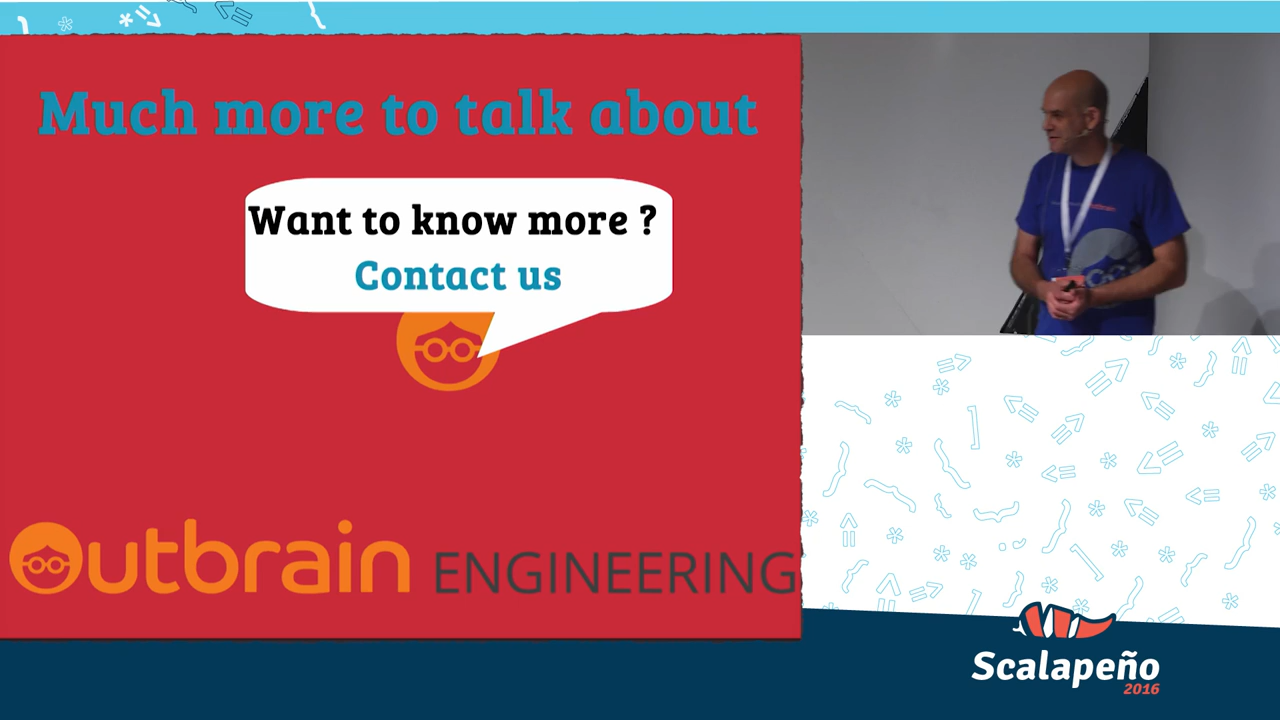 Much more to talk about
Want to know more ?
Contact us
Outbrain ENGINEERING
Scalapeño
2016